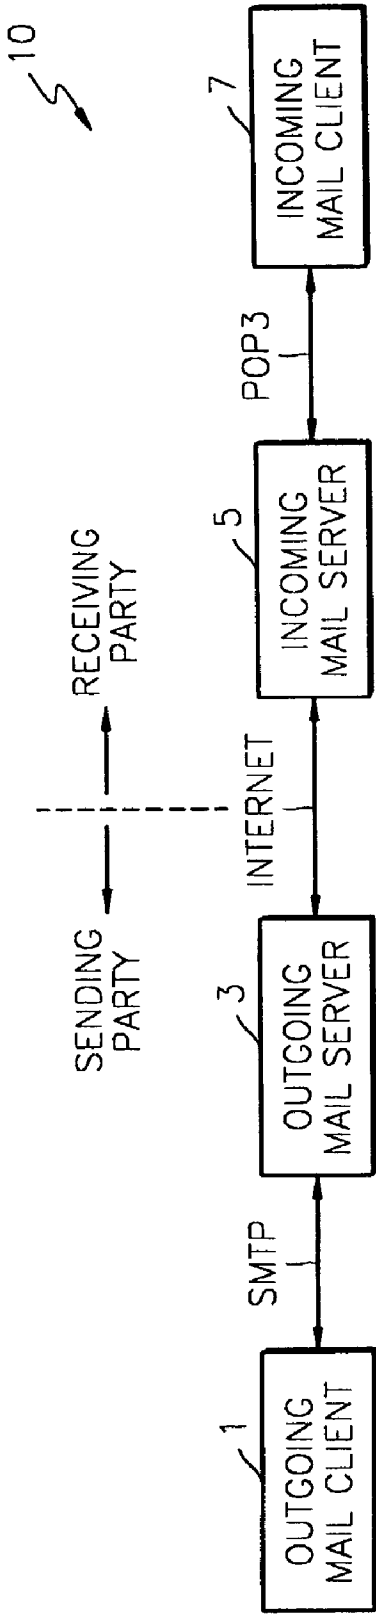 10
SENDING
PARTY
RECEIVING
PARTY
1
OUTGOING
MAIL CLIENT
SMTP
3
OUTGOING
MAIL SERVER
INTERNET
5
INCOMING
MAIL SERVER
POP3
7
INCOMING
MAIL CLIENT